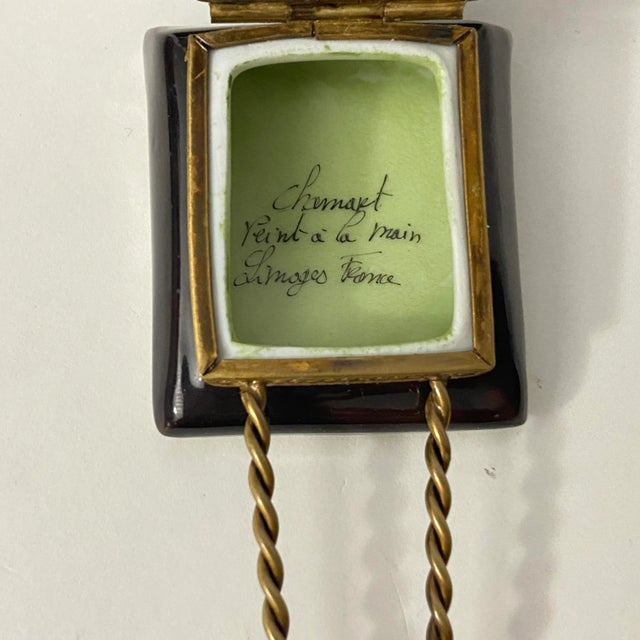 Chamart
Peint à la main
Limoges France